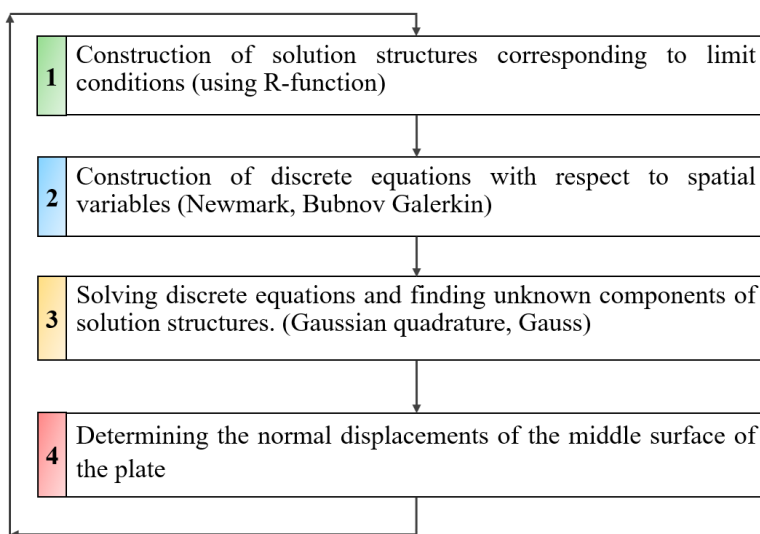 1
Construction of solution structures corresponding to limit
conditions (using R-function)
2
Construction of discrete equations with respect to spatial
variables (Newmark, Bubnov Galerkin)
3
Solving discrete equations and finding unknown components of
solution structures. (Gaussian quadrature, Gauss)
4
Determining the normal displacements of the middle surface of
the plate